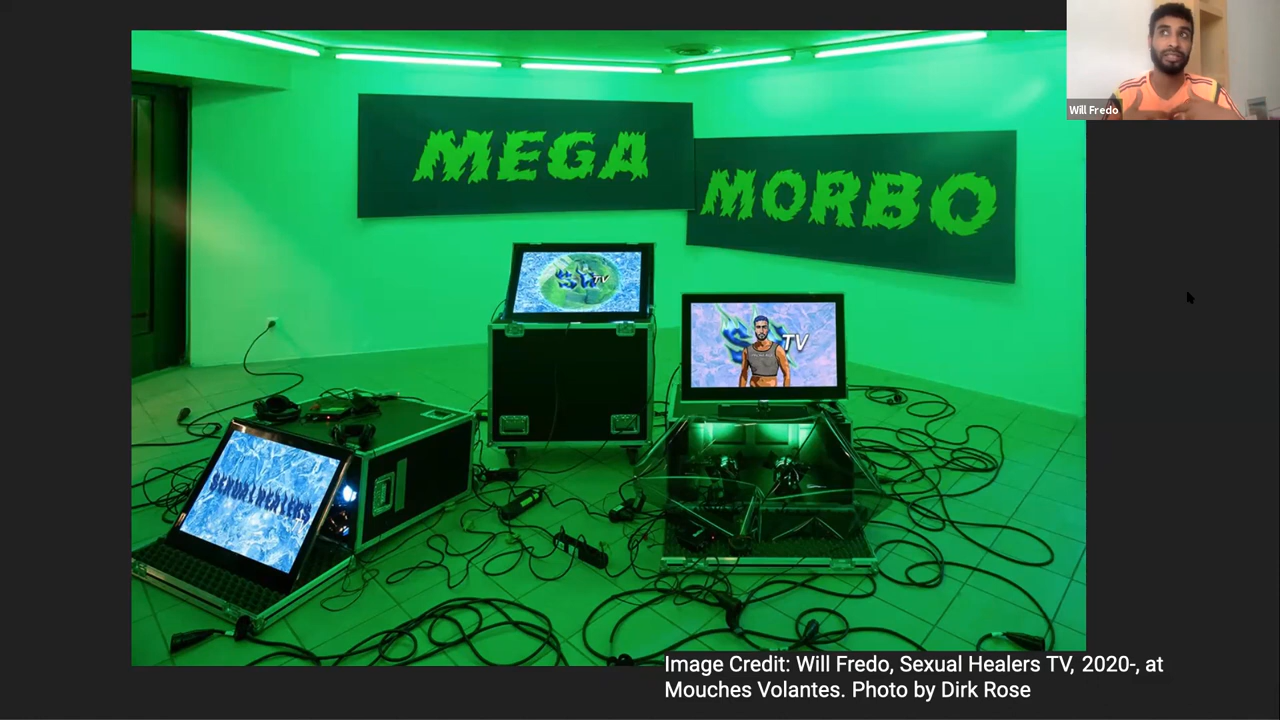 Will Fredo
MEGA
MORBO
TV
TV
SEXUAL HEALERS
Image Credit: Will Fredo, Sexual Healers TV, 2020-, at
Mouches Volantes. Photo by Dirk Rose